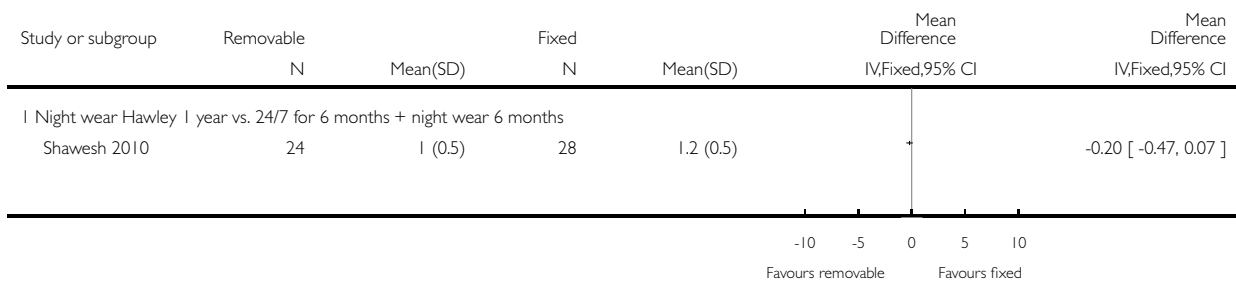 Mean Mean
Study or subgroup Removable Fixed Difference Difference
N Mean(SD) N Mean(SD) IV,Fixed,95% CI IV,Fixed,95% CI
1 Night wear Hawley 1 year vs. 24/7 for 6 months + night wear 6 months
Shawesh 2010 24 1 (0.5) 28 1.2 (0.5) -0.20 [ -0.47, 0.07 ]
-10 -5 0 5 10
Favours removable Favours fixed